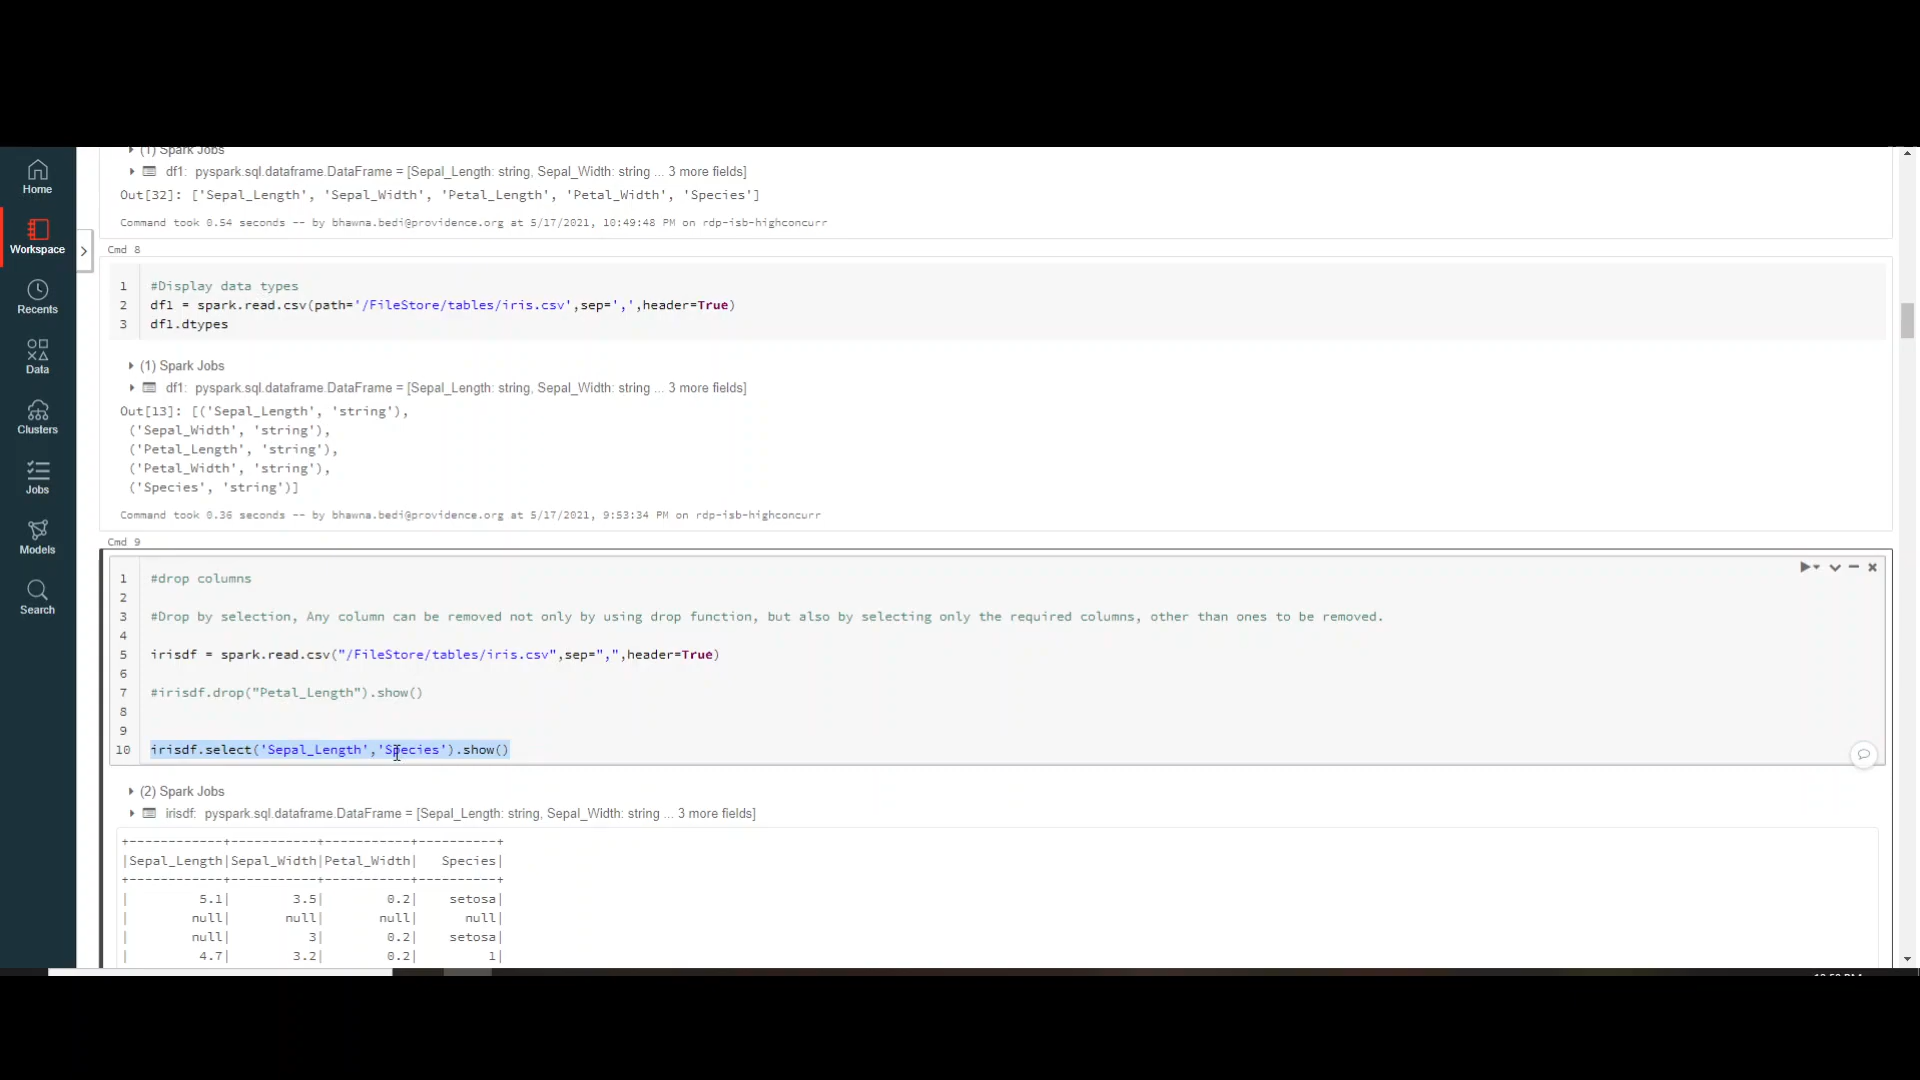 Home
Workspace
Recents
Data
Clusters
Jobs
Models
Search
(1) Spark Jobs
df1: pyspark.sql.dataframe.DataFrame = [Sepal_Length: string, Sepal_Width: string ... 3 more fields]
Out[32]: ['Sepal_Length', 'Sepal_Width', 'Petal_Length', 'Petal_Width', 'Species']
Command took 0.54 seconds -- by bhawna.bedi@providence.org at 5/17/2021, 10:49:48 PM on rdp-isb-highconcurr
Cmd 8
1 #Display data types
2 df1 = spark.read.csv(path='/FileStore/tables/iris.csv',sep=',',header=True)
3 df1.dtypes
(1) Spark Jobs
df1: pyspark.sql.dataframe.DataFrame = [Sepal_Length: string, Sepal_Width: string ... 3 more fields]
Out[13]: [('Sepal_Length', 'string'),
('Sepal_Width', 'string'),
('Petal_Length', 'string'),
('Petal_Width', 'string'),
('Species', 'string')]
Command took 0.36 seconds -- by bhawna.bedi@providence.org at 5/17/2021, 9:53:34 PM on rdp-isb-highconcurr
Cmd 9
1 #drop columns
2
3 #Drop by selection, Any column can be removed not only by using drop function, but also by selecting only the required columns, other than ones to be removed.
4
5 irisdf = spark.read.csv("/FileStore/tables/iris.csv",sep=",",header=True)
6
7 #irisdf.drop("Petal_Length").show()
8
9
10 irisdf.select('Sepal_Length','Species').show()
(2) Spark Jobs
irisdf: pyspark.sql.dataframe.DataFrame = [Sepal_Length: string, Sepal_Width: string ... 3 more fields]
+------------+-----------+-----------+----------+
|Sepal_Length|Sepal_Width|Petal_Width|   Species|
+------------+-----------+-----------+----------+
|         5.1|        3.5|        0.2|    setosa|
|        null|       null|       null|      null|
|        null|          3|        0.2|    setosa|
|         4.7|        3.2|        0.2|         1|